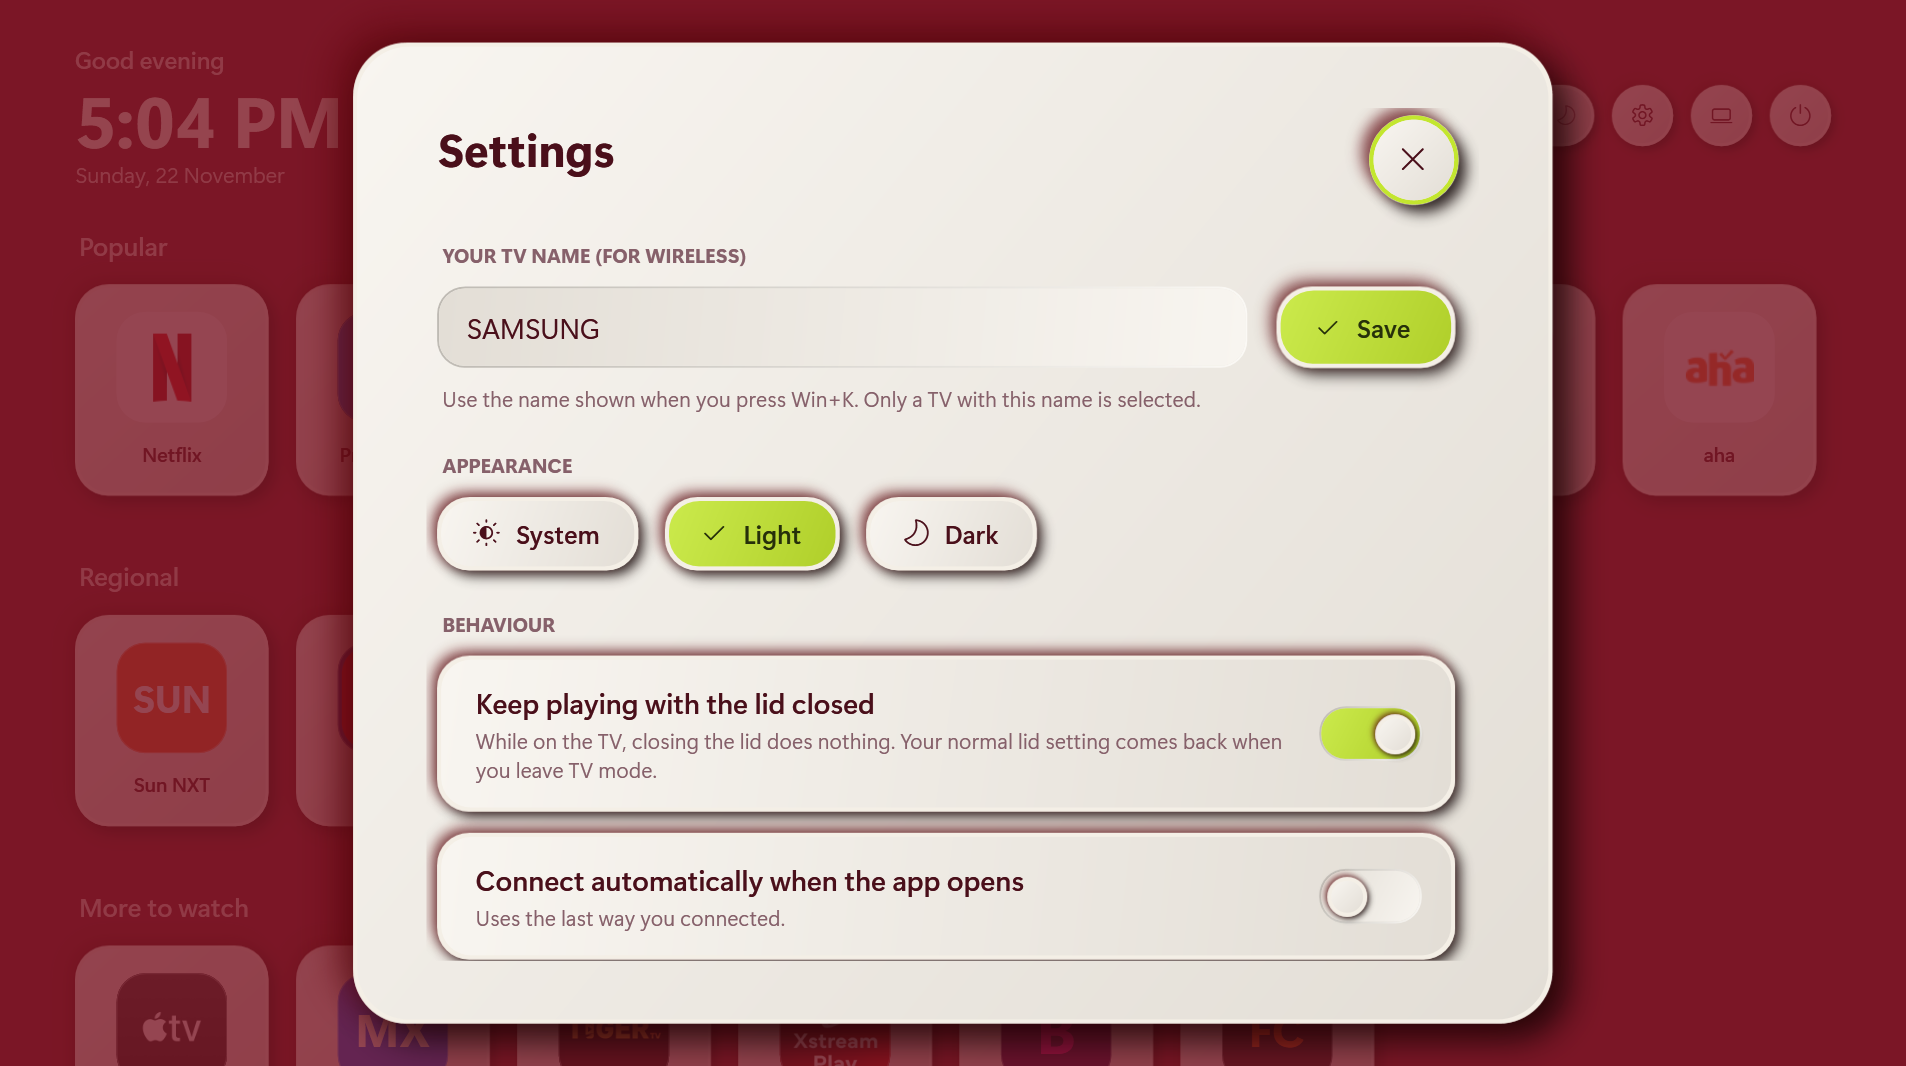 Good evening
5:04 PM
Sunday, 22 November
Settings
YOUR TV NAME (FOR WIRELESS)
SAMSUNG
Save
Use the name shown when you press Win+K. Only a TV with this name is selected.
APPEARANCE
System
Light
Dark
BEHAVIOUR
Keep playing with the lid closed
While on the TV, closing the lid does nothing. Your normal lid setting comes back when
you leave TV mode.
Connect automatically when the app opens
Uses the last way you connected.
Popular
N
Netflix
P
aha
aha
Regional
SUN
Sun NXT
More to watch
tv
MX
Xstream
Play
B
FC